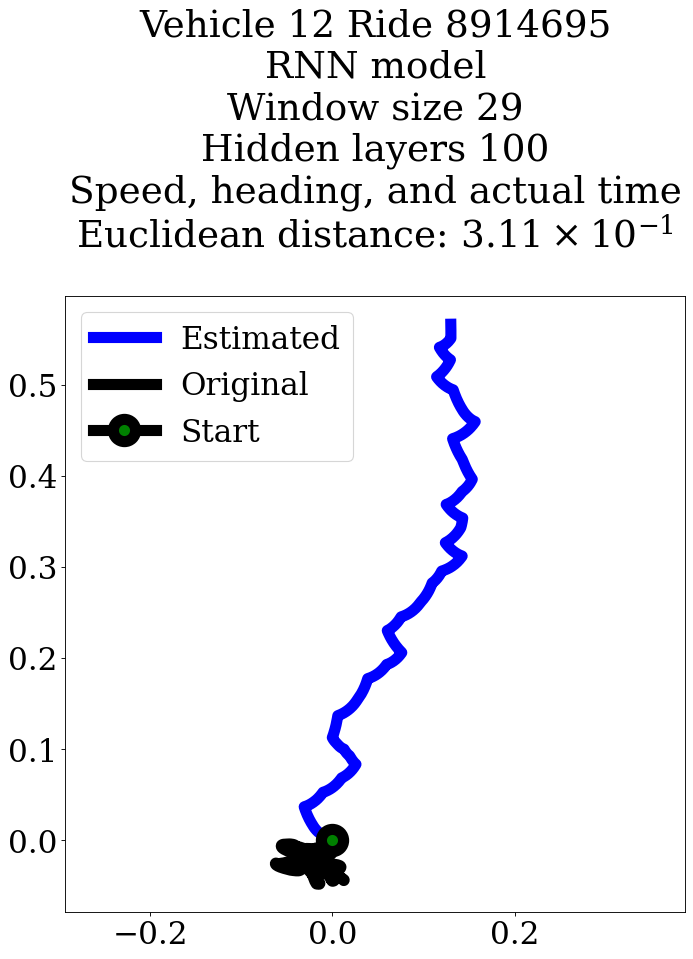 Vehicle 12 Ride 8914695
RNN model
Window size 29
Hidden layers 100
Speed, heading, and actual time
Euclidean distance: 3.11 × 10⁻¹
Estimated
Original
Start
0.5
0.4
0.3
0.2
0.1
0.0
−0.2 0.0 0.2